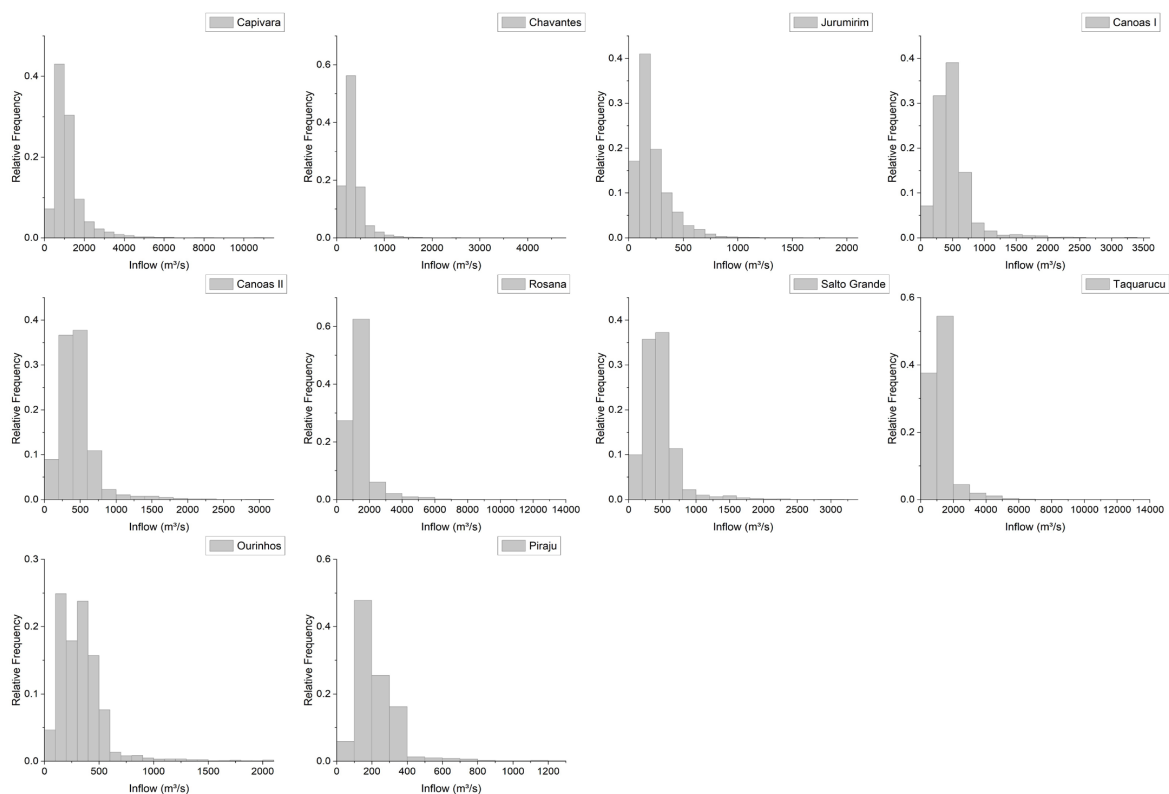 Capivara
Relative Frequency
0.4
0.2
0.0
0 2000 4000 6000 8000 10000
Inflow (m³/s)
Chavantes
Relative Frequency
0.6
0.4
0.2
0.0
0 1000 2000 3000 4000
Inflow (m³/s)
Jurumirim
Relative Frequency
0.5
0.4
0.3
0.2
0.1
0.0
0 500 1000 1500 2000
Inflow (m³/s)
Canoas I
Relative Frequency
0.4
0.3
0.2
0.1
0.0
0 500 1000 1500 2000 2500 3000 3500
Inflow (m³/s)
Canoas II
Relative Frequency
0.4
0.3
0.2
0.1
0.0
0 500 1000 1500 2000 2500 3000
Inflow (m³/s)
Rosana
Relative Frequency
0.6
0.4
0.2
0.0
0 2000 4000 6000 8000 10000 12000 14000
Inflow (m³/s)
Salto Grande
Relative Frequency
0.4
0.3
0.2
0.1
0.0
0 500 1000 1500 2000 2500 3000
Inflow (m³/s)
Taquarucu
Relative Frequency
0.6
0.4
0.2
0.0
0 2000 4000 6000 8000 10000 12000 14000
Inflow (m³/s)
Ourinhos
Relative Frequency
0.3
0.2
0.1
0.0
0 500 1000 1500 2000
Inflow (m³/s)
Piraju
Relative Frequency
0.6
0.4
0.2
0.0
0 200 400 600 800 1000 1200
Inflow (m³/s)